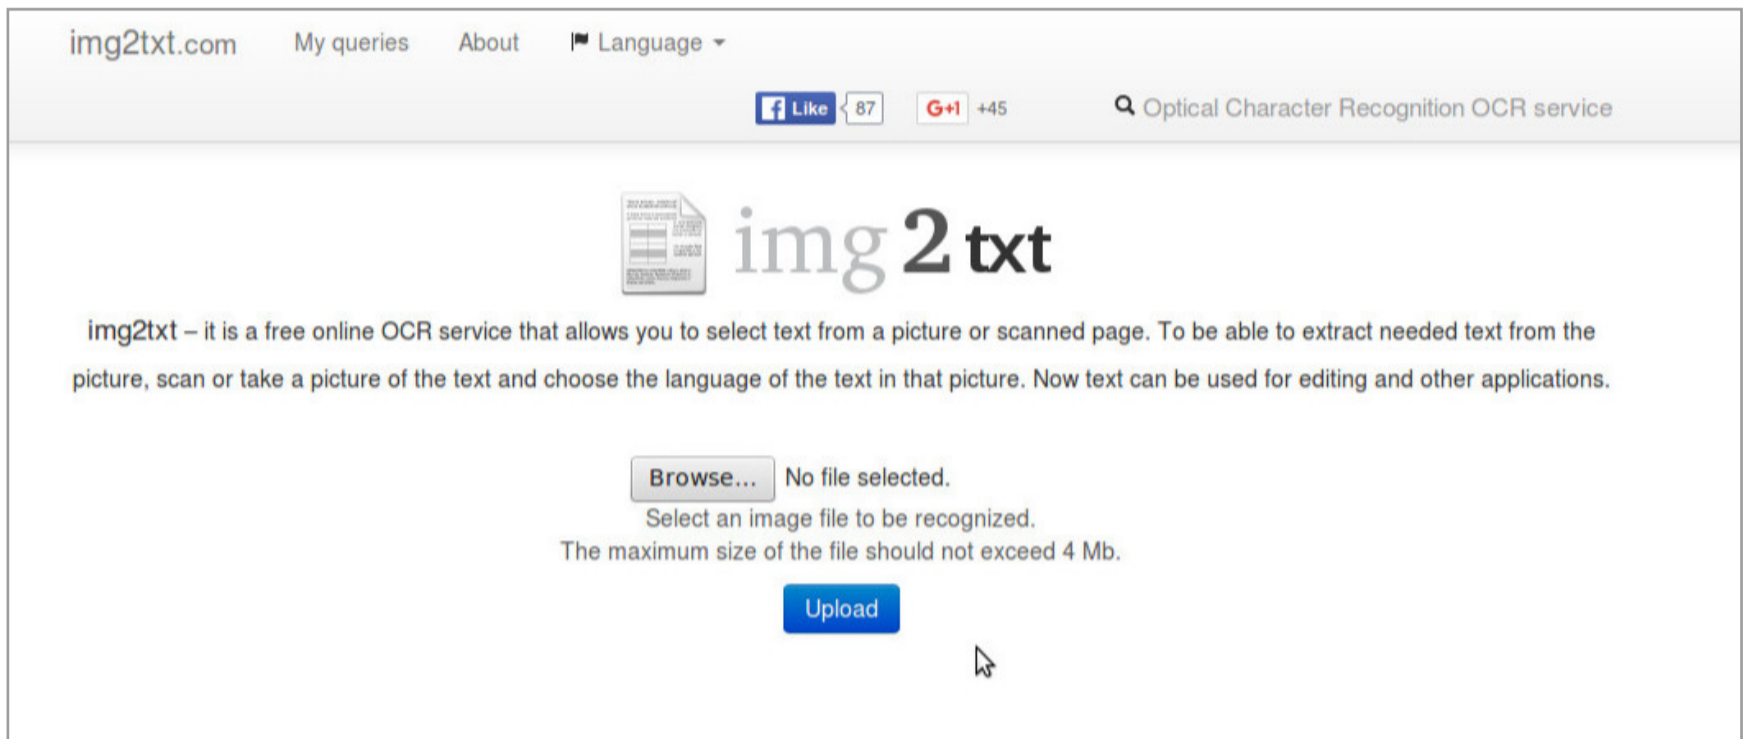 img2txt.com My queries About Language
Like 87 G+1 +45 Optical Character Recognition OCR service
img2txt
img2txt – it is a free online OCR service that allows you to select text from a picture or scanned page. To be able to extract needed text from the
picture, scan or take a picture of the text and choose the language of the text in that picture. Now text can be used for editing and other applications.
Browse... No file selected.
Select an image file to be recognized.
The maximum size of the file should not exceed 4 Mb.
Upload